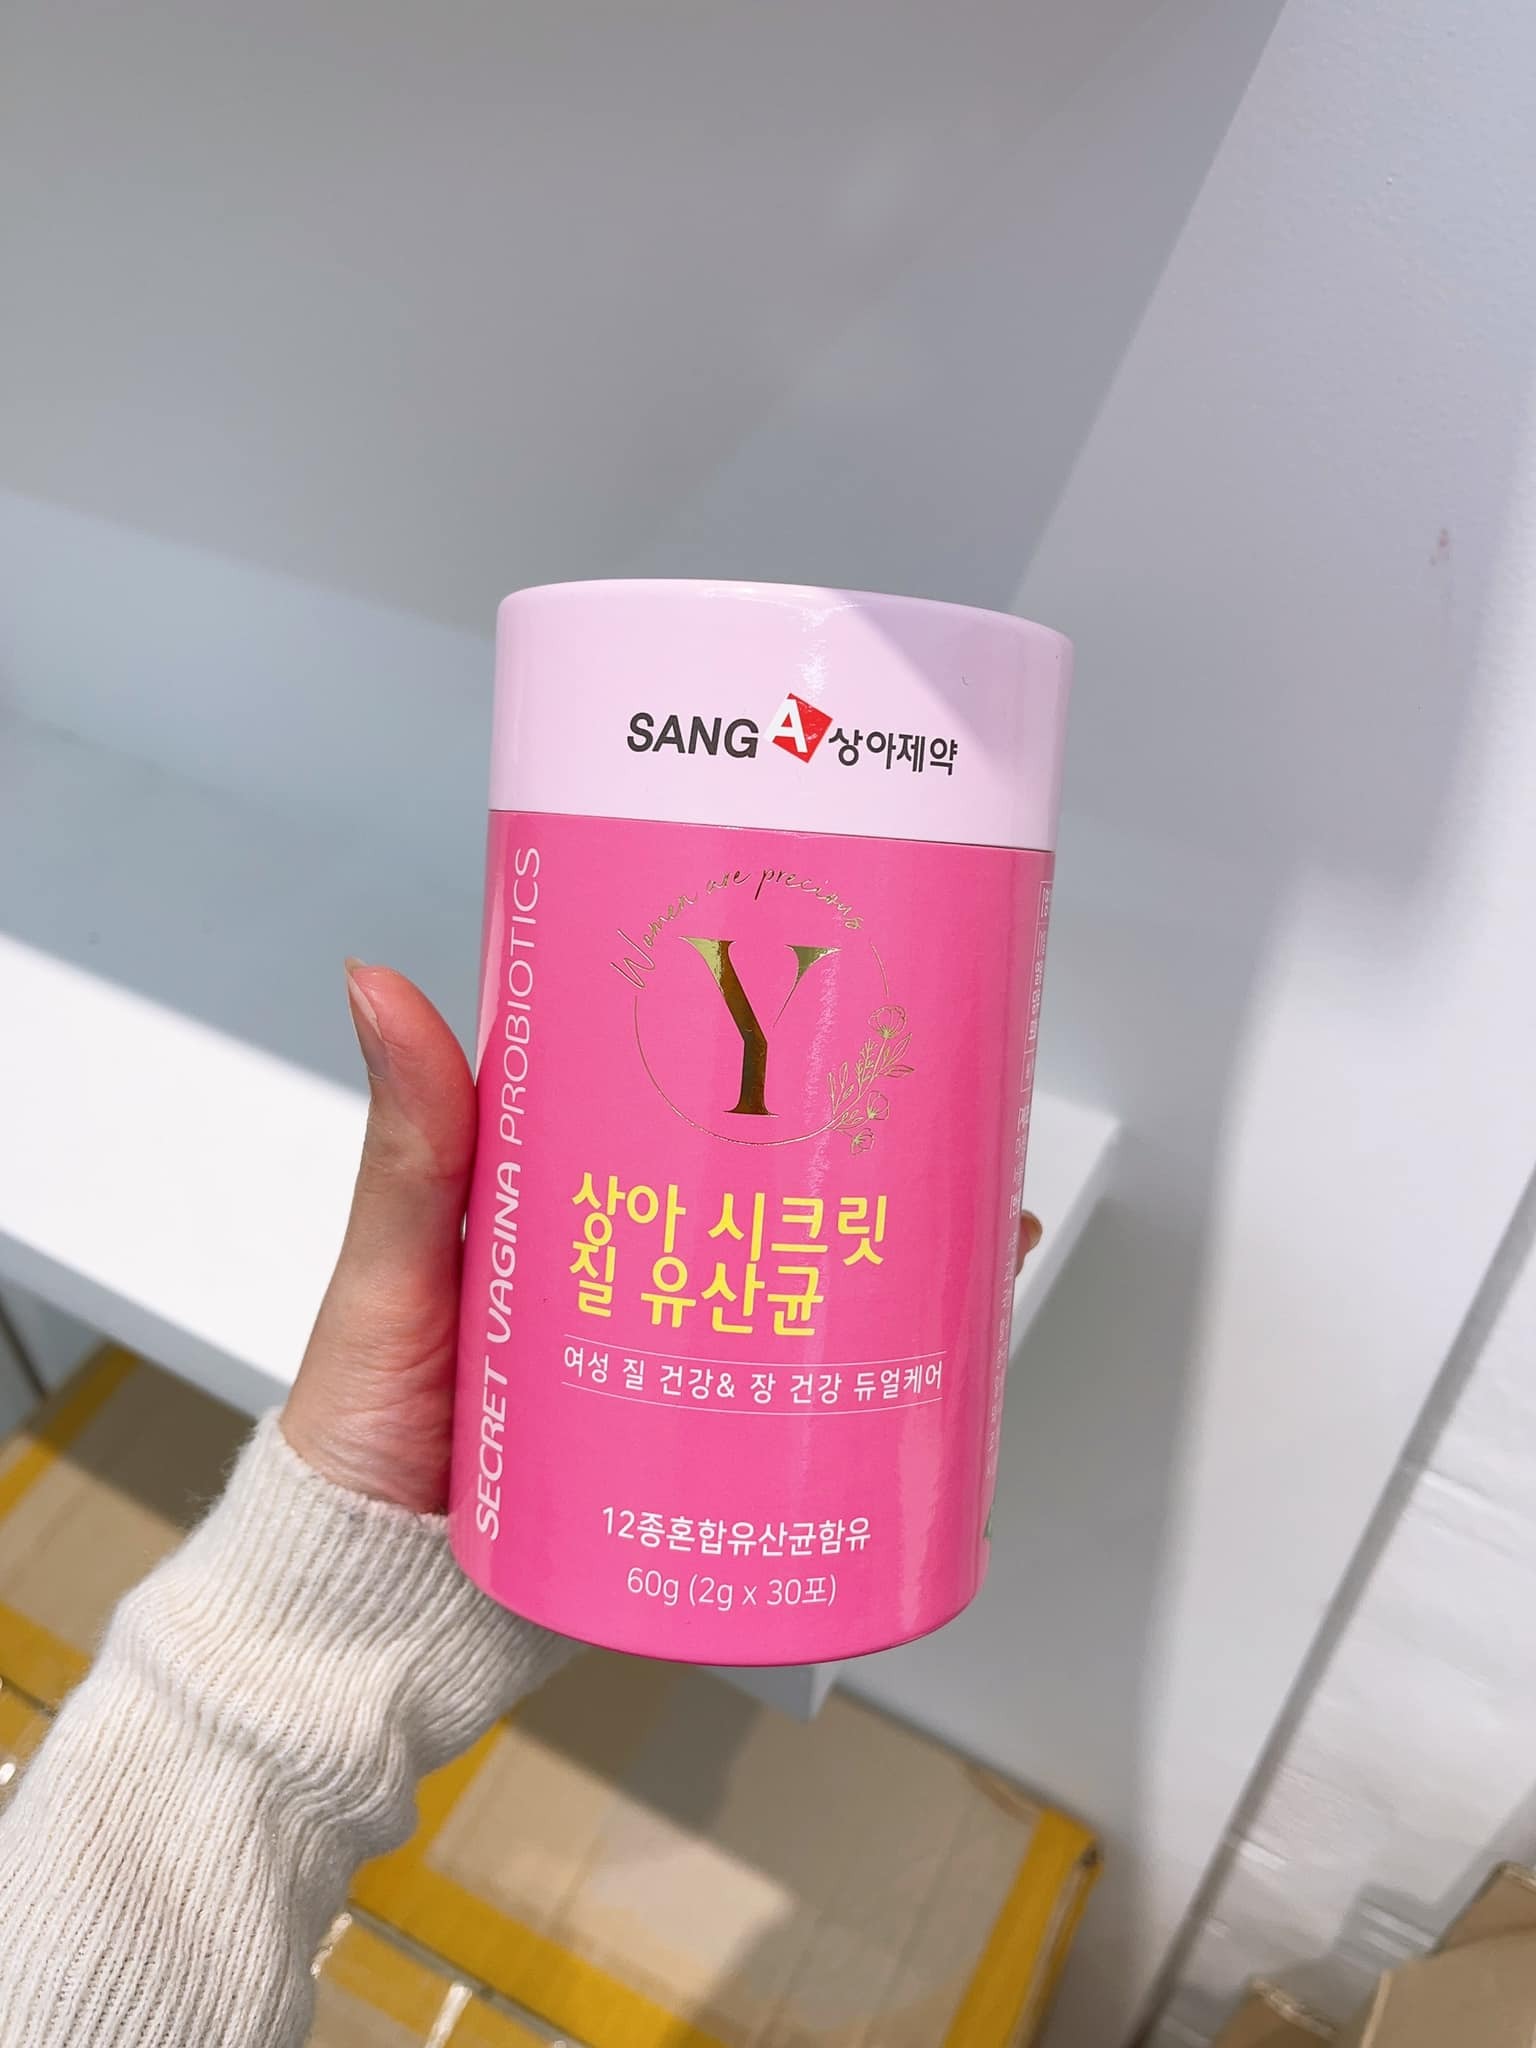 SANGA 상아제약
Women are precious
Y
상아 시크릿
질 유산균
여성 질 건강& 장 건강 듀얼케어
12종혼합유산균함유
60g (2g x 30포)
SECRET VAGINA PROBIOTICS